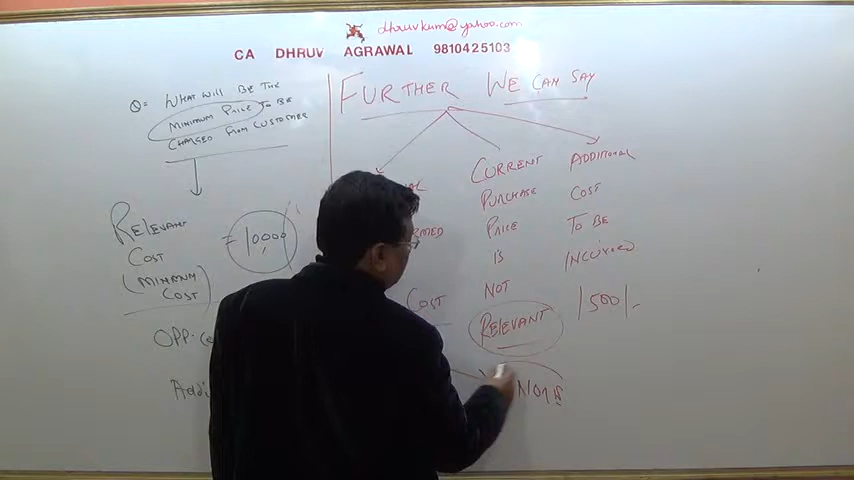 dhruvkum@yahoo.com
CA DHRUV AGRAWAL 9810425103
Q= WHAT WILL BE THE
MINIMUM PRICE TO BE
CHARGED FROM CUSTOMER
RELEVANT
COST
(MINIMUM
COST)
= 10000
OPP.
FURTHER WE CAN SAY
COST
CURRENT
PURCHASE
PRICE
IS
NOT
RELEVANT
ADDITIONAL
COST
TO BE
INCURRED
1500/-